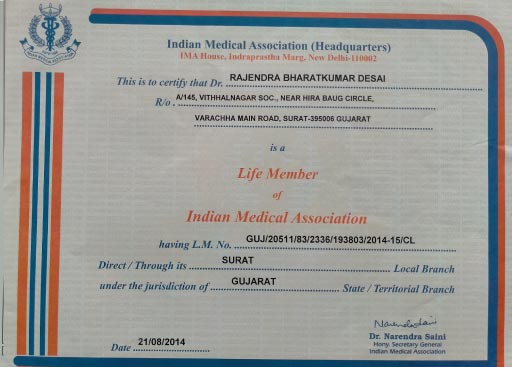 Indian Medical Association (Headquarters)
IMA House, Indraprastha Marg, New Delhi-110002
This is to certify that Dr. RAJENDRA BHARATKUMAR DESAI
R/o. A/145, VITHHALNAGAR SOC., NEAR HIRA BAUG CIRCLE,
VARACHHA MAIN ROAD, SURAT-395006 GUJARAT
is a
Life Member
of
Indian Medical Association
having L.M. No. GUJ/20511/83/2336/193803/2014-15/CL
Direct / Through its SURAT Local Branch
under the jurisdiction of GUJARAT State / Territorial Branch
Dr. Narendra Saini
Hony. Secretary General
Indian Medical Association
Date 21/08/2014